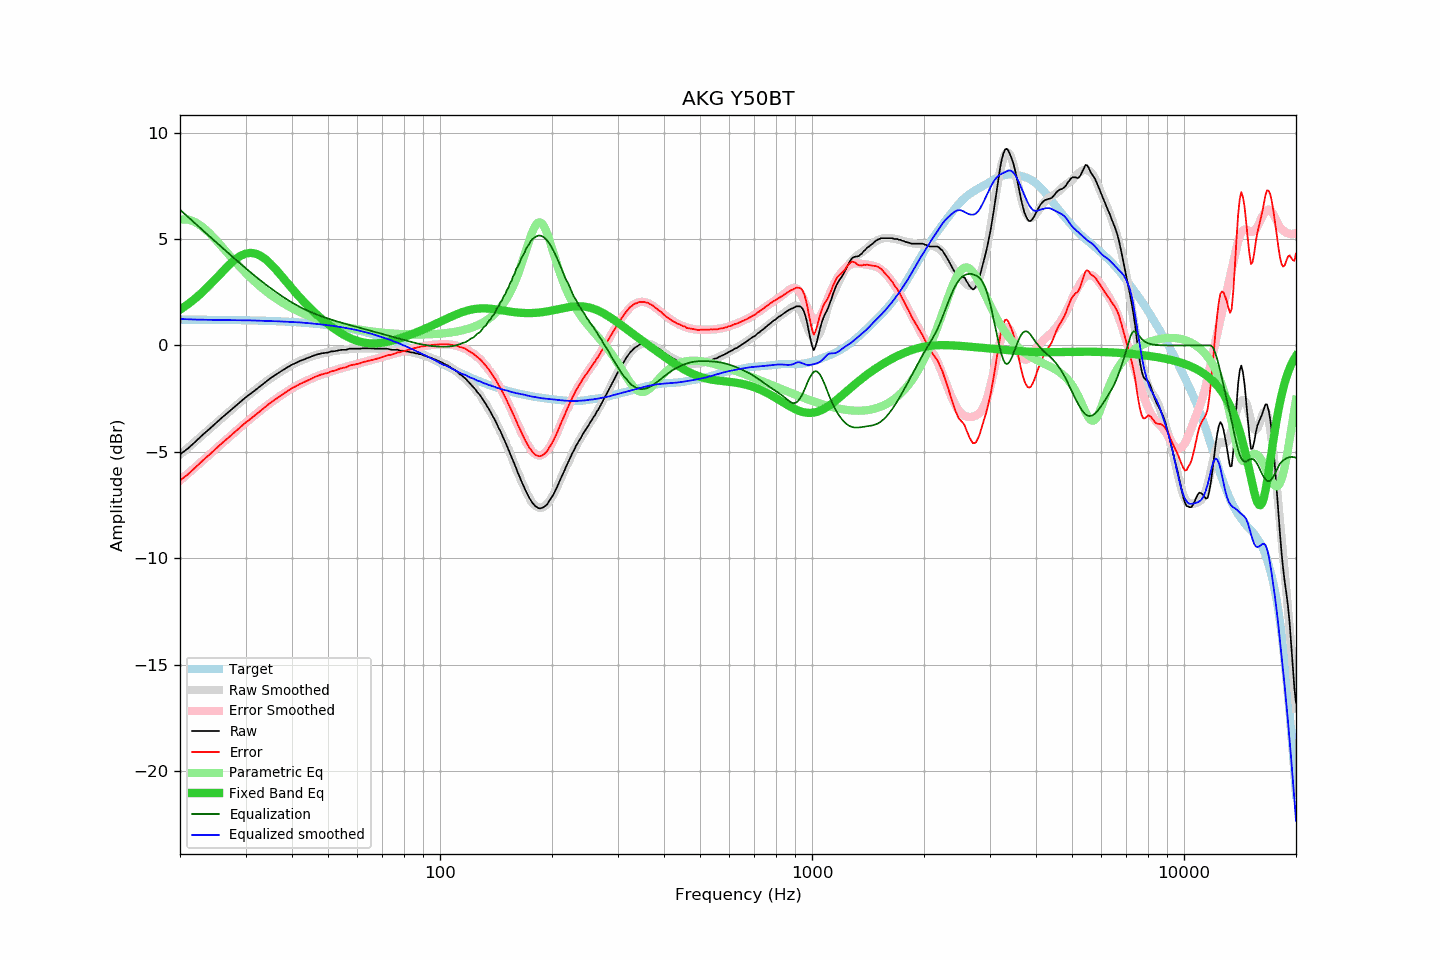 AKG Y50BT
10
5
0
−5
−10
−15
−20
Amplitude (dBr)
Target
Raw Smoothed
Error Smoothed
Raw
Error
Parametric Eq
Fixed Band Eq
Equalization
Equalized smoothed
100
1000
10000
Frequency (Hz)